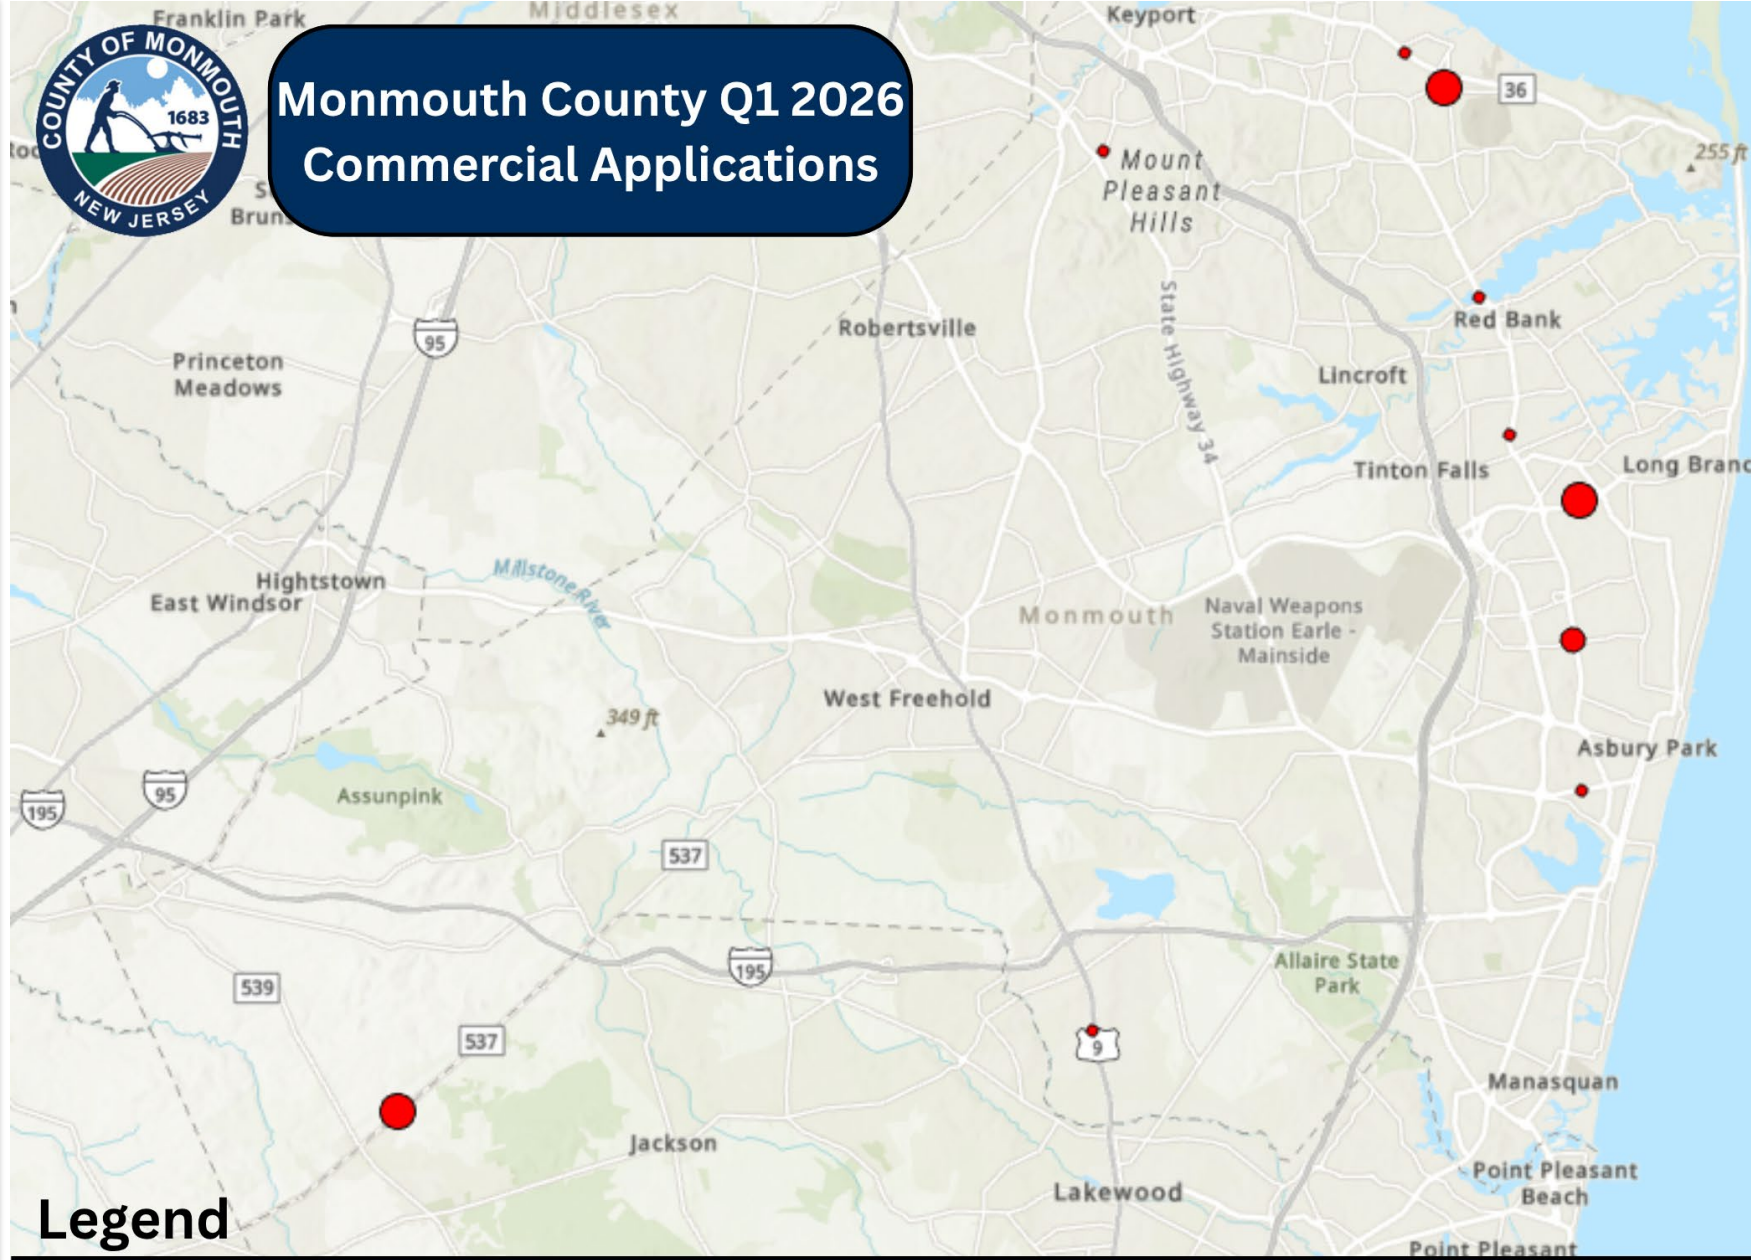 Franklin Park
Middlesex
Keyport
COUNTY OF MONMOUTH
1683
NEW JERSEY
Monmouth County Q1 2026
Commercial Applications
36
255 ft
Mount
Pleasant
Hills
State Highway 34
Robertsville
Red Bank
Lincroft
95
Princeton
Meadows
Tinton Falls
Long Branc
Hightstown
East Windsor
Millstone River
Monmouth
Naval Weapons
Station Earle -
Mainside
West Freehold
349 ft
Asbury Park
95
195
Assunpink
537
195
Allaire State
Park
539
537
9
Manasquan
Jackson
Lakewood
Point Pleasant
Beach
Legend
Point Pleasant